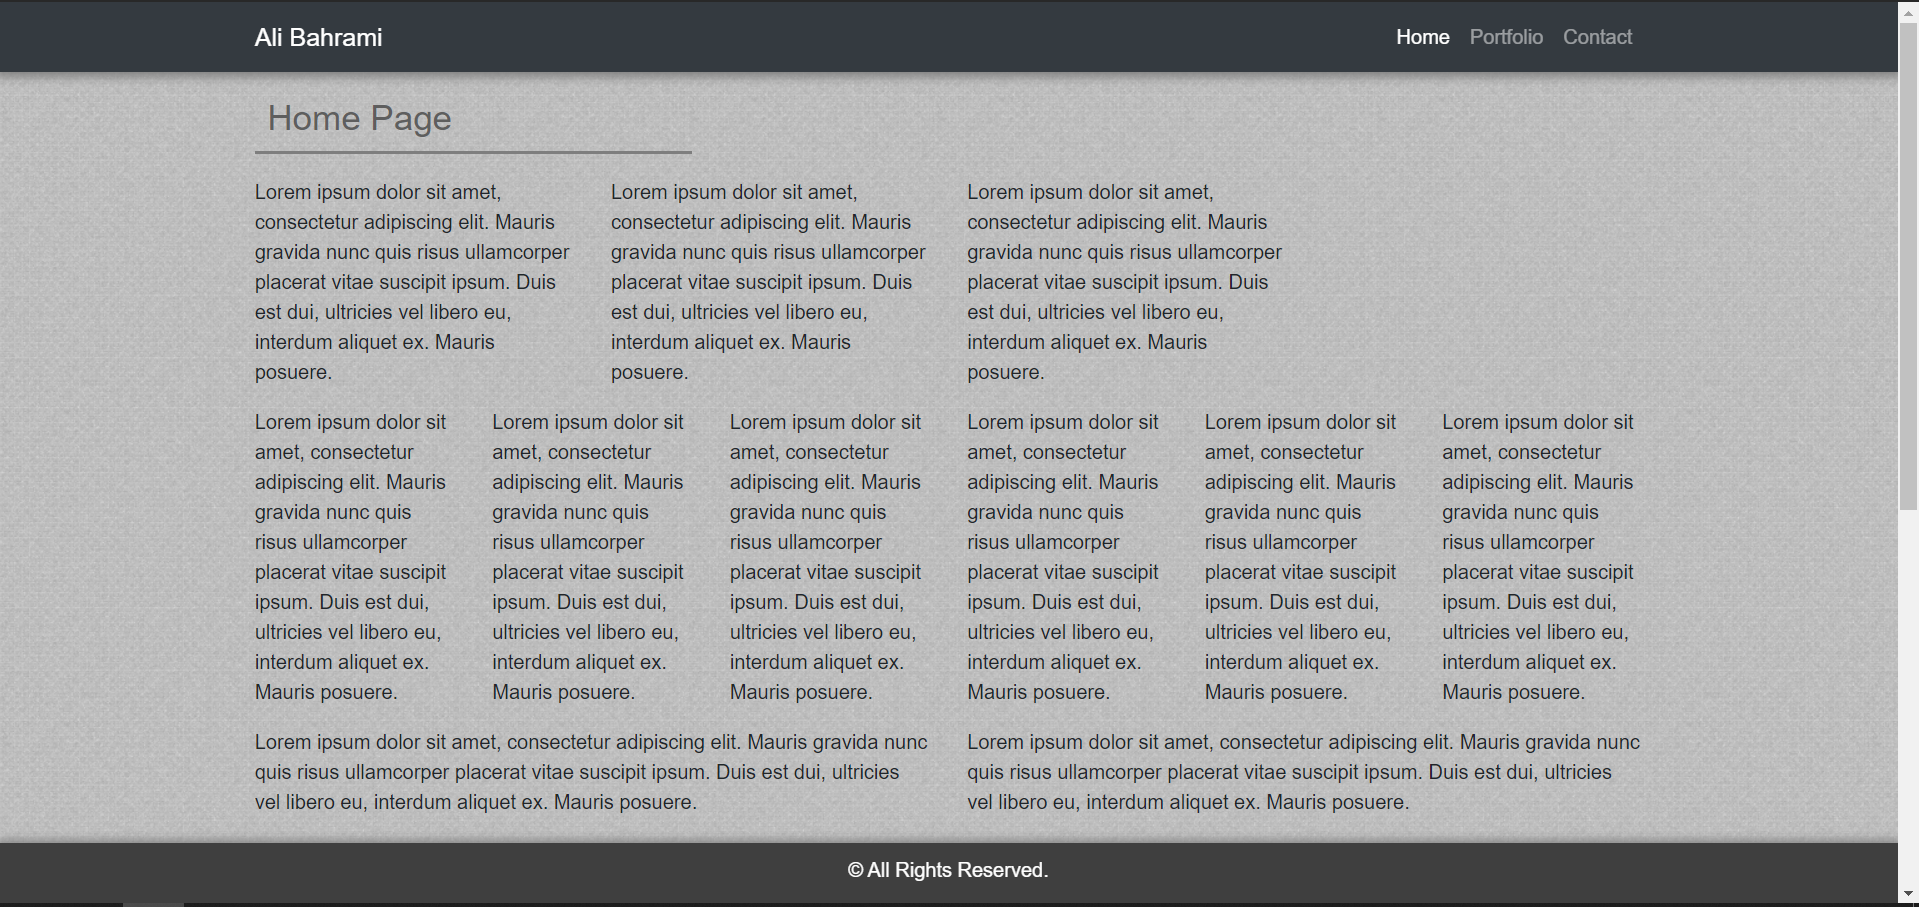 Ali Bahrami
Home Portfolio Contact
Home Page
Lorem ipsum dolor sit amet,
consectetur adipiscing elit. Mauris
gravida nunc quis risus ullamcorper
placerat vitae suscipit ipsum. Duis
est dui, ultricies vel libero eu,
interdum aliquet ex. Mauris
posuere.
Lorem ipsum dolor sit amet,
consectetur adipiscing elit. Mauris
gravida nunc quis risus ullamcorper
placerat vitae suscipit ipsum. Duis
est dui, ultricies vel libero eu,
interdum aliquet ex. Mauris
posuere.
Lorem ipsum dolor sit amet,
consectetur adipiscing elit. Mauris
gravida nunc quis risus ullamcorper
placerat vitae suscipit ipsum. Duis
est dui, ultricies vel libero eu,
interdum aliquet ex. Mauris
posuere.
Lorem ipsum dolor sit
amet, consectetur
adipiscing elit. Mauris
gravida nunc quis
risus ullamcorper
placerat vitae suscipit
ipsum. Duis est dui,
ultricies vel libero eu,
interdum aliquet ex.
Mauris posuere.
Lorem ipsum dolor sit
amet, consectetur
adipiscing elit. Mauris
gravida nunc quis
risus ullamcorper
placerat vitae suscipit
ipsum. Duis est dui,
ultricies vel libero eu,
interdum aliquet ex.
Mauris posuere.
Lorem ipsum dolor sit
amet, consectetur
adipiscing elit. Mauris
gravida nunc quis
risus ullamcorper
placerat vitae suscipit
ipsum. Duis est dui,
ultricies vel libero eu,
interdum aliquet ex.
Mauris posuere.
Lorem ipsum dolor sit
amet, consectetur
adipiscing elit. Mauris
gravida nunc quis
risus ullamcorper
placerat vitae suscipit
ipsum. Duis est dui,
ultricies vel libero eu,
interdum aliquet ex.
Mauris posuere.
Lorem ipsum dolor sit
amet, consectetur
adipiscing elit. Mauris
gravida nunc quis
risus ullamcorper
placerat vitae suscipit
ipsum. Duis est dui,
ultricies vel libero eu,
interdum aliquet ex.
Mauris posuere.
Lorem ipsum dolor sit
amet, consectetur
adipiscing elit. Mauris
gravida nunc quis
risus ullamcorper
placerat vitae suscipit
ipsum. Duis est dui,
ultricies vel libero eu,
interdum aliquet ex.
Mauris posuere.
Lorem ipsum dolor sit amet, consectetur adipiscing elit. Mauris gravida nunc
quis risus ullamcorper placerat vitae suscipit ipsum. Duis est dui, ultricies
vel libero eu, interdum aliquet ex. Mauris posuere.
Lorem ipsum dolor sit amet, consectetur adipiscing elit. Mauris gravida nunc
quis risus ullamcorper placerat vitae suscipit ipsum. Duis est dui, ultricies
vel libero eu, interdum aliquet ex. Mauris posuere.
© All Rights Reserved.